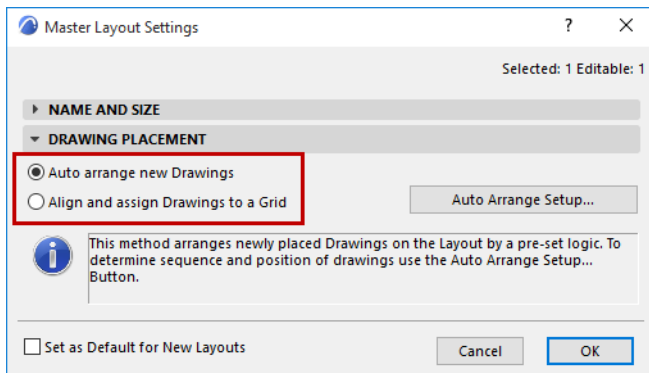 Master Layout Settings
Selected: 1 Editable: 1
NAME AND SIZE
DRAWING PLACEMENT
Auto arrange new Drawings
Align and assign Drawings to a Grid
Auto Arrange Setup...
This method arranges newly placed Drawings on the Layout by a pre-set logic. To
determine sequence and position of drawings use the Auto Arrange Setup...
Button.
Set as Default for New Layouts
Cancel
OK